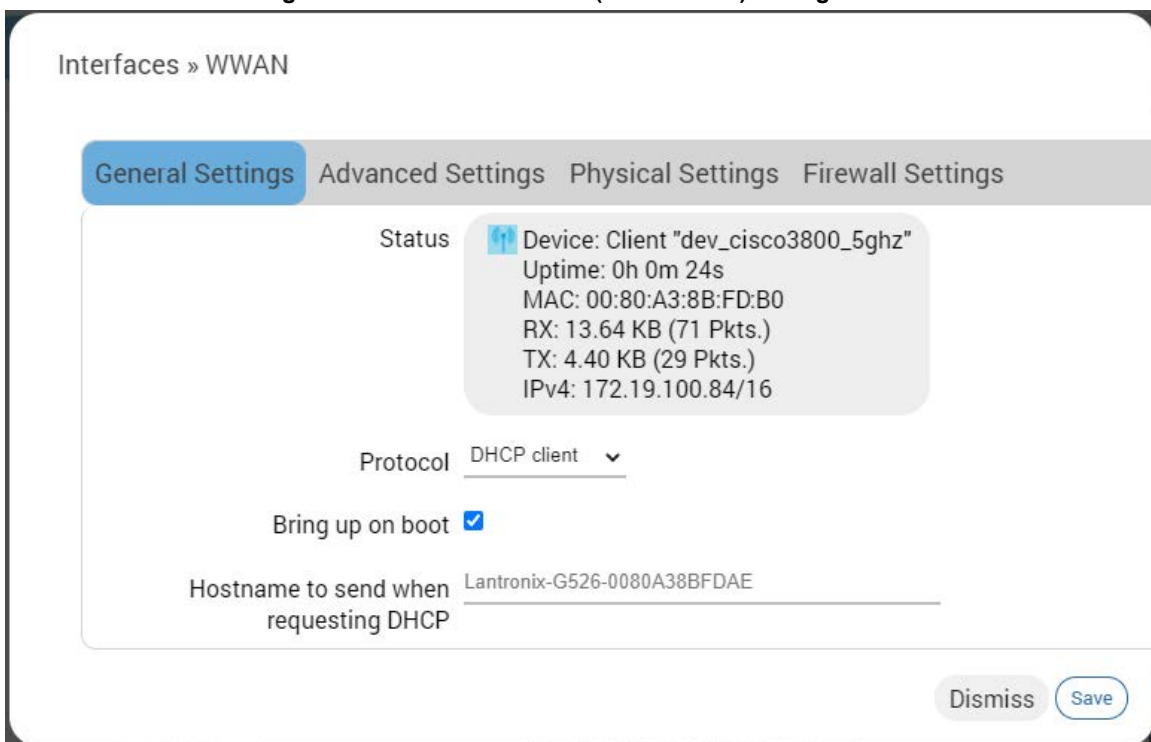 Interfaces » WWAN
General Settings Advanced Settings Physical Settings Firewall Settings
Status
Device: Client "dev_cisco3800_5ghz"
Uptime: 0h 0m 24s
MAC: 00:80:A3:8B:FD:B0
RX: 13.64 KB (71 Pkts.)
TX: 4.40 KB (29 Pkts.)
IPv4: 172.19.100.84/16
Protocol DHCP client
Bring up on boot
Hostname to send when
requesting DHCP
Lantronix-G526-0080A38BFDAE
Dismiss Save